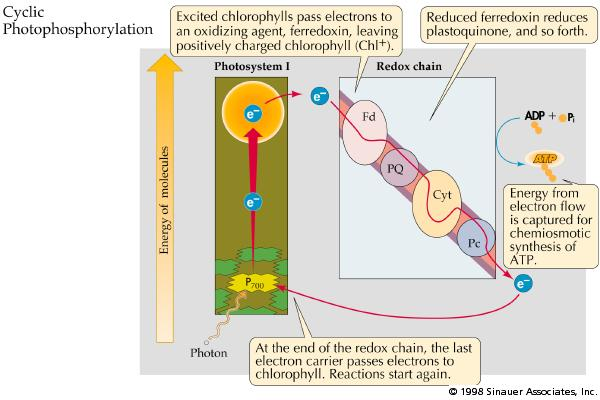 Cyclic
Photophosphorylation
Excited chlorophylls pass electrons to
an oxidizing agent, ferredoxin, leaving
positively charged chlorophyll (Chl⁺).
Reduced ferredoxin reduces
plastoquinone, and so forth.
Photosystem I
Redox chain
Energy of molecules
e⁻
e⁻
e⁻
Fd
PQ
Cyt
Pc
ADP + Pi
ATP
Energy from
electron flow
is captured for
chemiosmotic
synthesis of
ATP.
e⁻
P700
Photon
At the end of the redox chain, the last
electron carrier passes electrons to
chlorophyll. Reactions start again.
© 1998 Sinauer Associates, Inc.